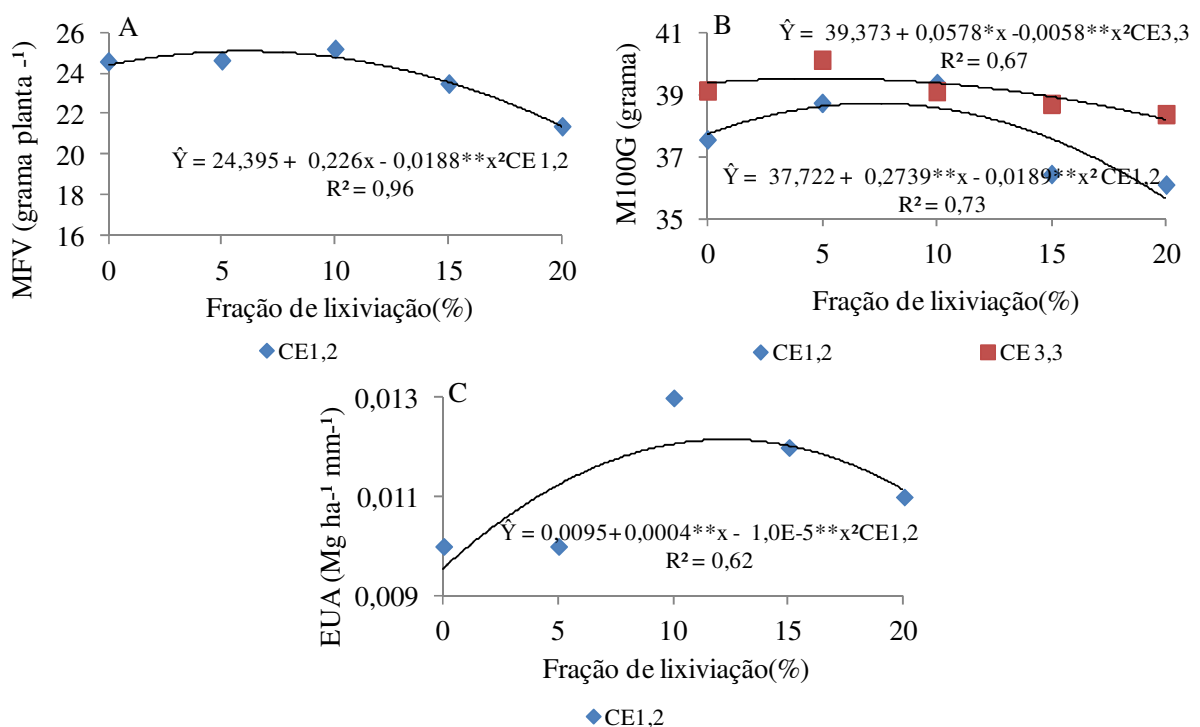 A
26
24
22
20
18
16
0 5 10 15 20
MFV (grama planta -¹)
Ŷ = 24,395 + 0,226x - 0,0188**x²CE 1,2
R² = 0,96
Fração de lixiviação(%)
CE1,2
B
41
39
37
35
0 5 10 15 20
M100G (grama)
Ŷ = 39,373 + 0,0578*x -0,0058**x²CE3,3
R² = 0,67
Ŷ = 37,722 + 0,2739**x - 0,0189**x² CE1,2
R² = 0,73
Fração de lixiviação(%)
CE1,2 CE 3,3
C
0,013
0,011
0,009
0 5 10 15 20
EUA (Mg ha-¹ mm-¹)
Ŷ = 0,0095+0,0004**x - 1,0E-5**x²CE1,2
R² = 0,62
Fração de lixiviação(%)
CE1,2